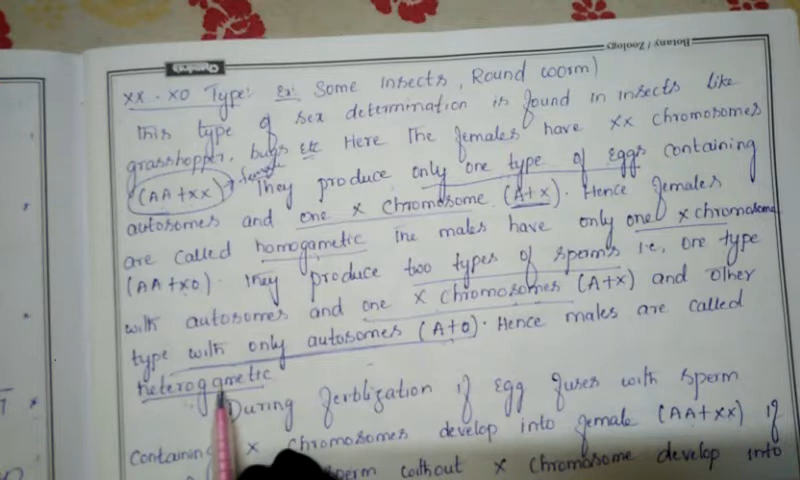 Botany / Zoology
XX - XO Type: Ex: Some insects, Round worm)
This type of sex determination is found in insects like
grasshopper, bugs etc Here The females have XX chromosomes
(AA+XX) female They produce only one type of Eggs containing
autosomes and one X chromosome (A+X). Hence females
are called homogametic The males have only one X chromosome
(AA+XO). They produce two types of sperms i.e, one type
with autosomes and one X chromosomes (A+X) and other
type with only autosomes (A+O). Hence males are called
heterogametic
During fertlization if Egg fuses with sperm
Containing X chromosomes develop into female (AA+XX) if
sperm without X chromosome develop into